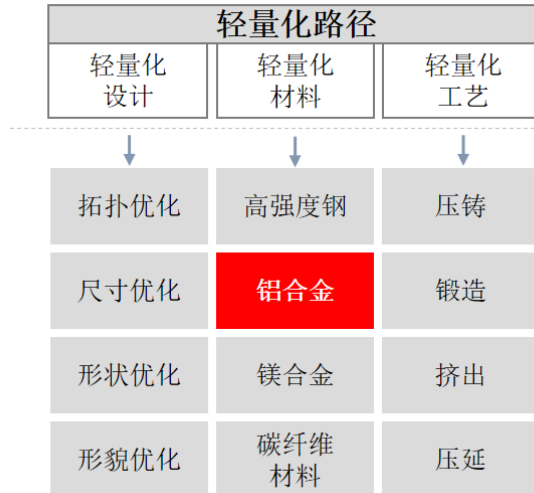 轻量化路径
轻量化
设计
轻量化
材料
轻量化
工艺
拓扑优化
高强度钢
压铸
尺寸优化
铝合金
锻造
形状优化
镁合金
挤出
形貌优化
碳纤维
材料
压延